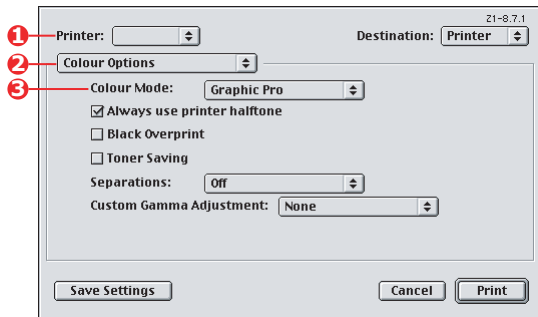 Z1-8.7.1
1 Printer: Destination: Printer
2 Colour Options
3 Colour Mode: Graphic Pro
Always use printer halftone
Black Overprint
Toner Saving
Separations: Off
Custom Gamma Adjustment: None
Save Settings Cancel Print